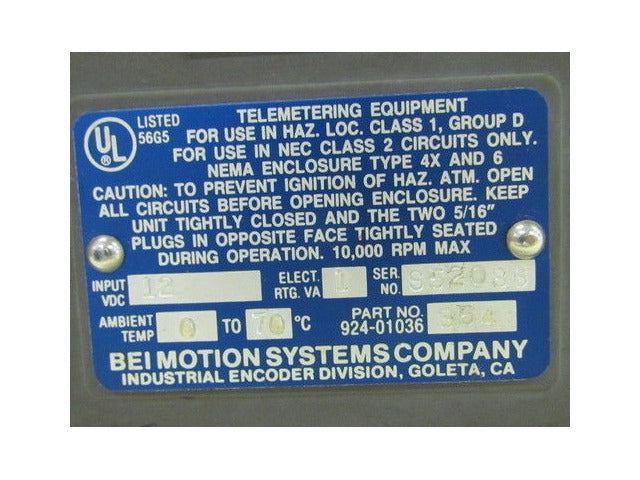 UL LISTED
56G5
TELEMETERING EQUIPMENT
FOR USE IN HAZ. LOC. CLASS 1, GROUP D
FOR USE IN NEC CLASS 2 CIRCUITS ONLY.
NEMA ENCLOSURE TYPE 4X AND 6
CAUTION: TO PREVENT IGNITION OF HAZ. ATM. OPEN
ALL CIRCUITS BEFORE OPENING ENCLOSURE. KEEP
UNIT TIGHTLY CLOSED AND THE TWO 5/16"
PLUGS IN OPPOSITE FACE TIGHTLY SEATED
DURING OPERATION. 10,000 RPM MAX
INPUT VDC 12 ELECT. RTG. VA 1 SER. NO.
AMBIENT TEMP 0 TO 70 °C PART NO. 924-01036
BEI MOTION SYSTEMS COMPANY
INDUSTRIAL ENCODER DIVISION, GOLETA, CA